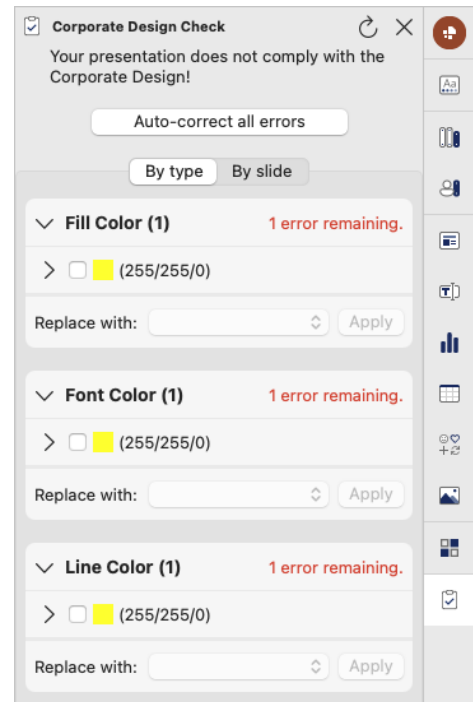 Corporate Design Check
Your presentation does not comply with the
Corporate Design!
Auto-correct all errors
By type By slide
Fill Color (1) 1 error remaining.
(255/255/0)
Replace with: Apply
Font Color (1) 1 error remaining.
(255/255/0)
Replace with: Apply
Line Color (1) 1 error remaining.
(255/255/0)
Replace with: Apply
Aa
T